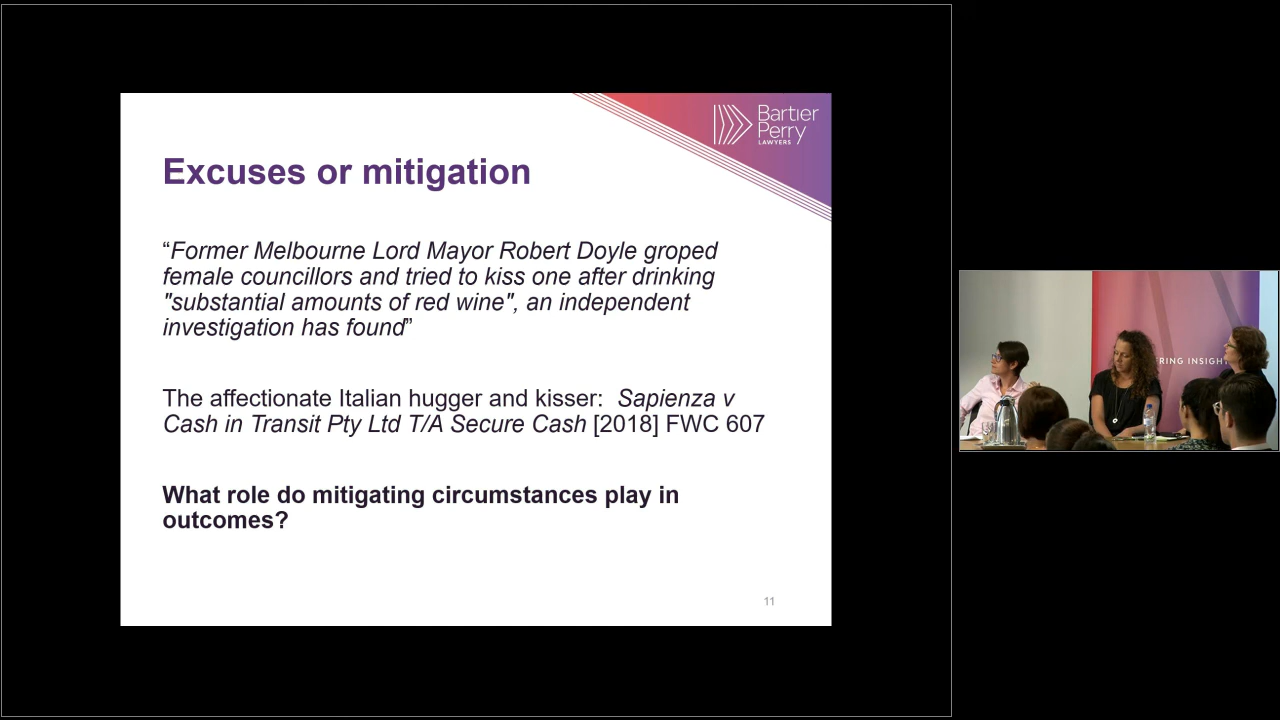 Bartier
Perry
LAWYERS
Excuses or mitigation
“Former Melbourne Lord Mayor Robert Doyle groped
female councillors and tried to kiss one after drinking
"substantial amounts of red wine", an independent
investigation has found”
The affectionate Italian hugger and kisser:  Sapienza v
Cash in Transit Pty Ltd T/A Secure Cash [2018] FWC 607
What role do mitigating circumstances play in
outcomes?
11
RING INSIGHT